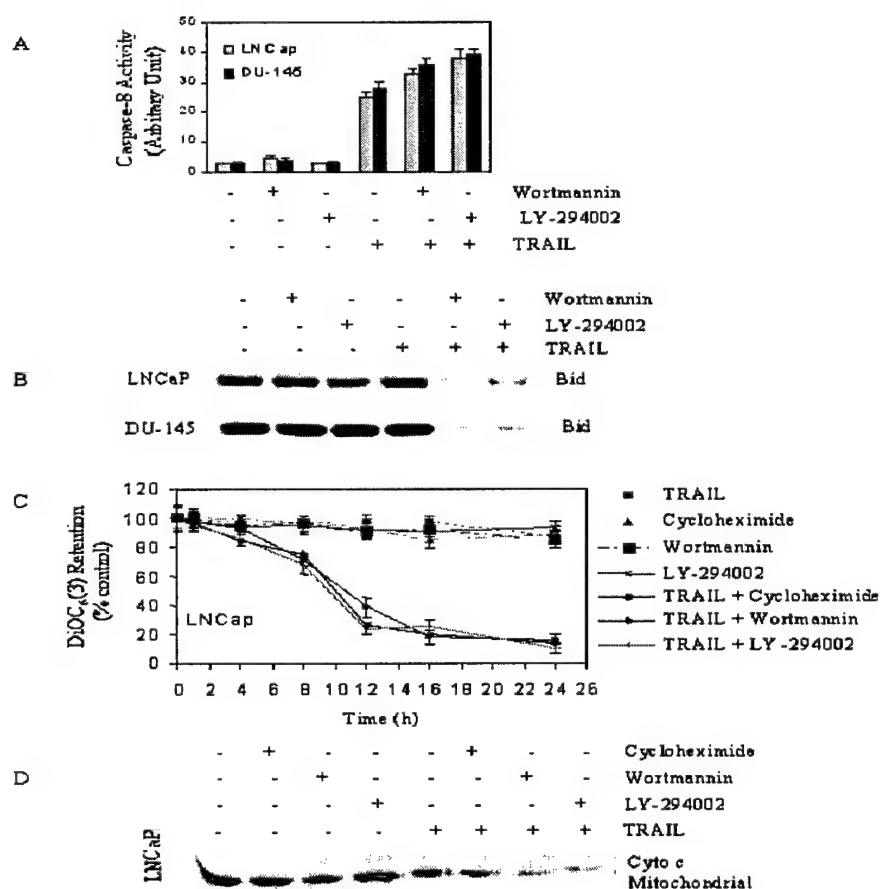 A
Caspase-8 Activity
(Arbitary Unit)
50
40
30
20
10
0
LNCap
DU-145
- + - - + - Wortmannin
- - + - - + LY-294002
- - - + + + TRAIL
- + - - + - Wortmannin
- - + - - + LY-294002
- - - + + + TRAIL
B
LNCaP Bid
DU-145 Bid
C
DiOC6(3) Retention
(% control)
120
100
80
60
40
20
0
LNCap
0 2 4 6 8 10 12 14 16 18 20 22 24 26
Time (h)
TRAIL
Cycloheximide
Wortmannin
LY-294002
TRAIL + Cycloheximide
TRAIL + Wortmannin
TRAIL + LY-294002
D
- + - - - + - - Cycloheximide
- - + - - - + - Wortmannin
- - - + - - - + LY-294002
- - - - + + + + TRAIL
LNCaP
Cyto c
Mitochondrial